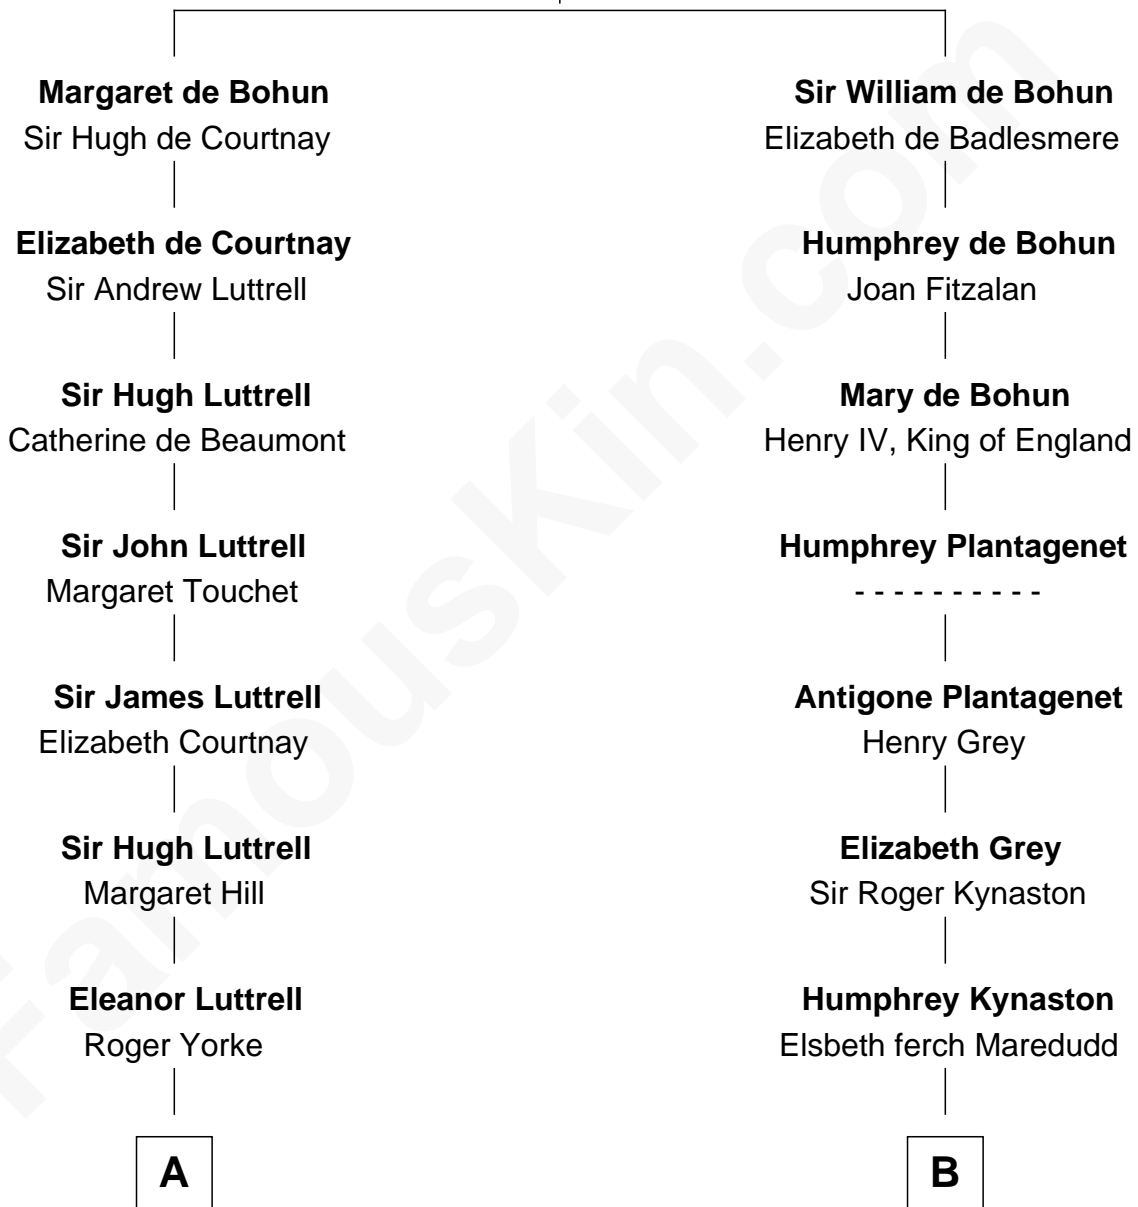 Margaret de Bohun
Sir Hugh de Courtnay
Elizabeth de Courtnay
Sir Andrew Luttrell
Sir Hugh Luttrell
Catherine de Beaumont
Sir John Luttrell
Margaret Touchet
Sir James Luttrell
Elizabeth Courtnay
Sir Hugh Luttrell
Margaret Hill
Eleanor Luttrell
Roger Yorke
A
Sir William de Bohun
Elizabeth de Badlesmere
Humphrey de Bohun
Joan Fitzalan
Mary de Bohun
Henry IV, King of England
Humphrey Plantagenet
- - - - - - - - - -
Antigone Plantagenet
Henry Grey
Elizabeth Grey
Sir Roger Kynaston
Humphrey Kynaston
Elsbeth ferch Maredudd
B
FamousKin.com